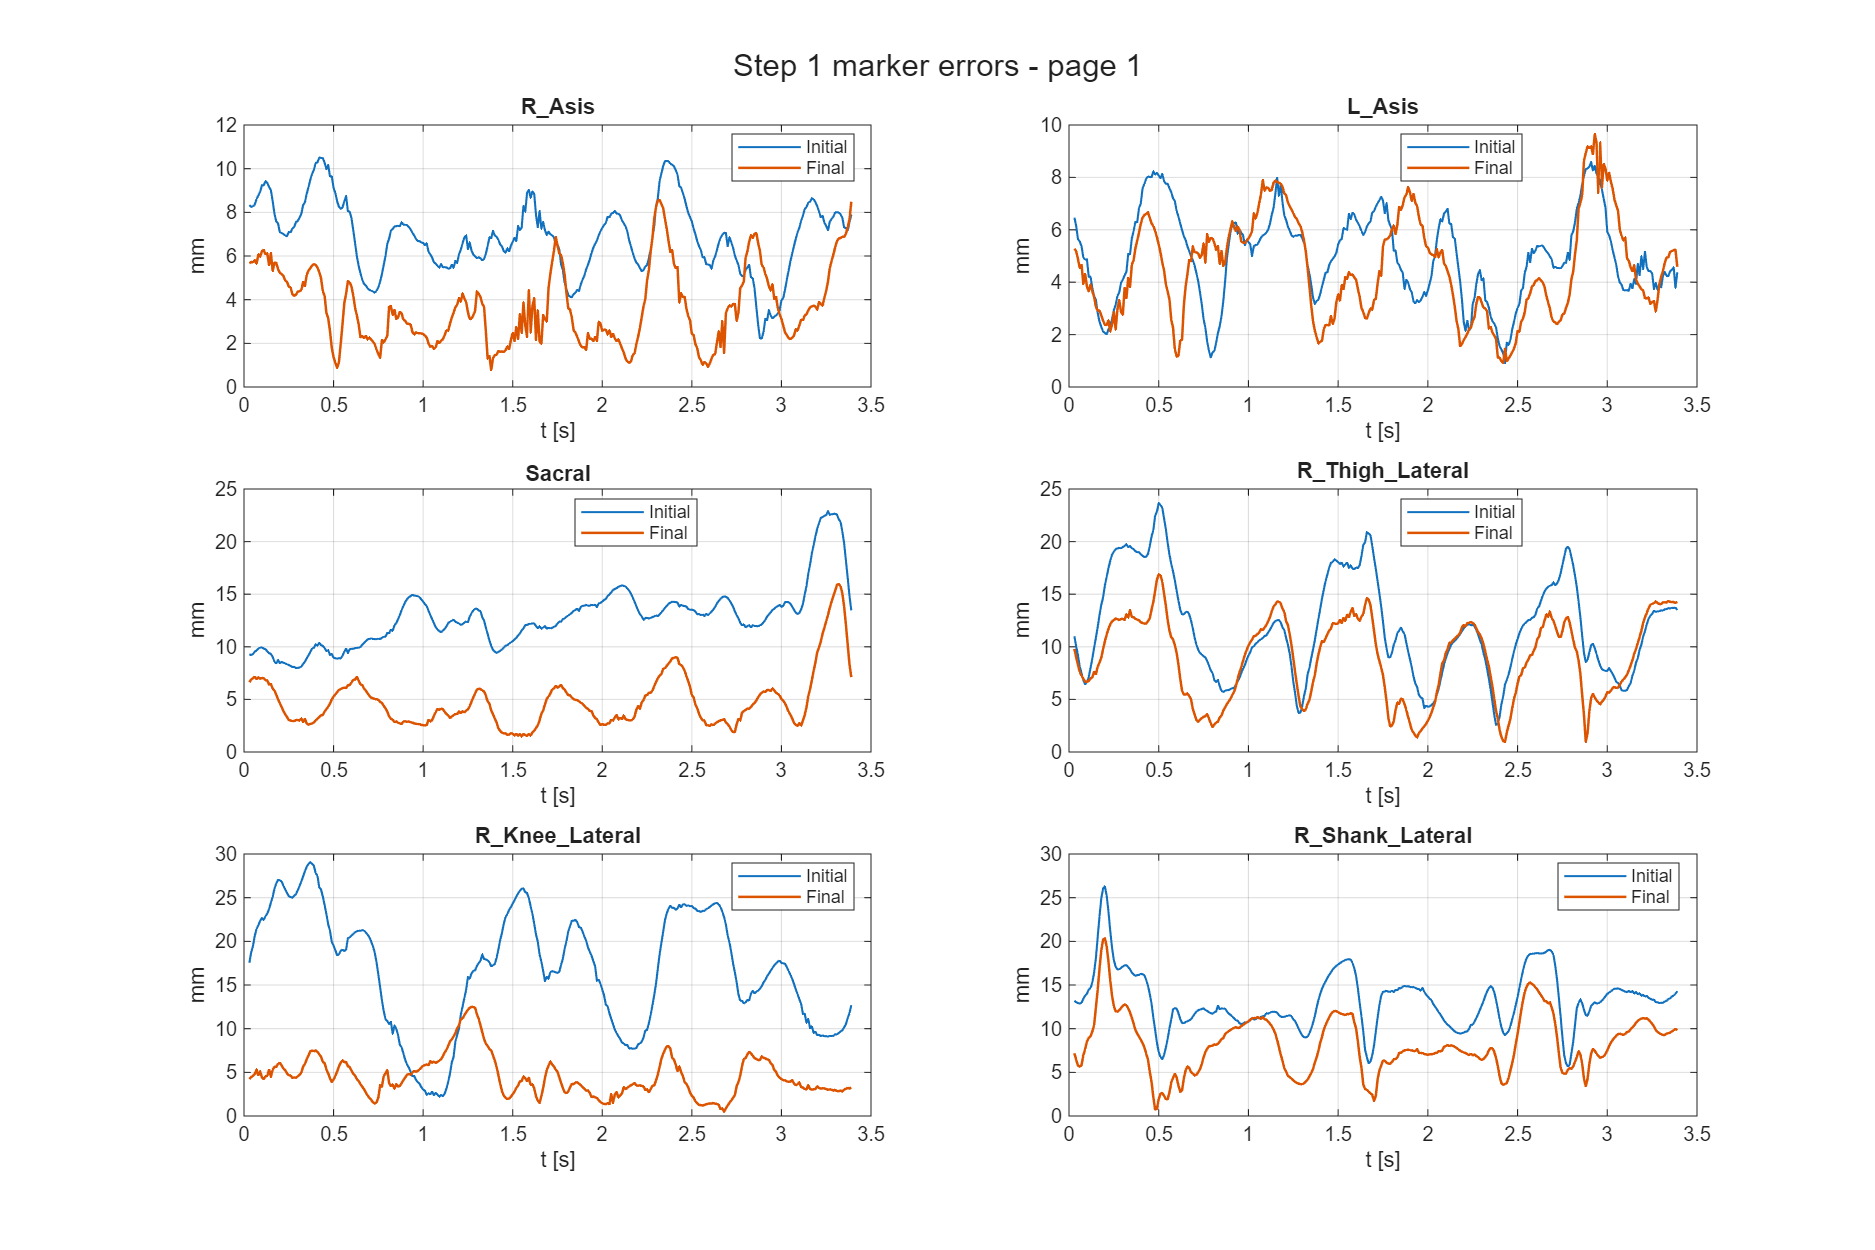 Step 1 marker errors - page 1
R_Asis
12
10
8
6
4
2
0
mm
Initial
Final
0 0.5 1 1.5 2 2.5 3 3.5
t [s]
L_Asis
10
8
6
4
2
0
mm
Initial
Final
0 0.5 1 1.5 2 2.5 3 3.5
t [s]
Sacral
25
20
15
10
5
0
mm
Initial
Final
0 0.5 1 1.5 2 2.5 3 3.5
t [s]
R_Thigh_Lateral
25
20
15
10
5
0
mm
Initial
Final
0 0.5 1 1.5 2 2.5 3 3.5
t [s]
R_Knee_Lateral
30
25
20
15
10
5
0
mm
Initial
Final
0 0.5 1 1.5 2 2.5 3 3.5
t [s]
R_Shank_Lateral
30
25
20
15
10
5
0
mm
Initial
Final
0 0.5 1 1.5 2 2.5 3 3.5
t [s]